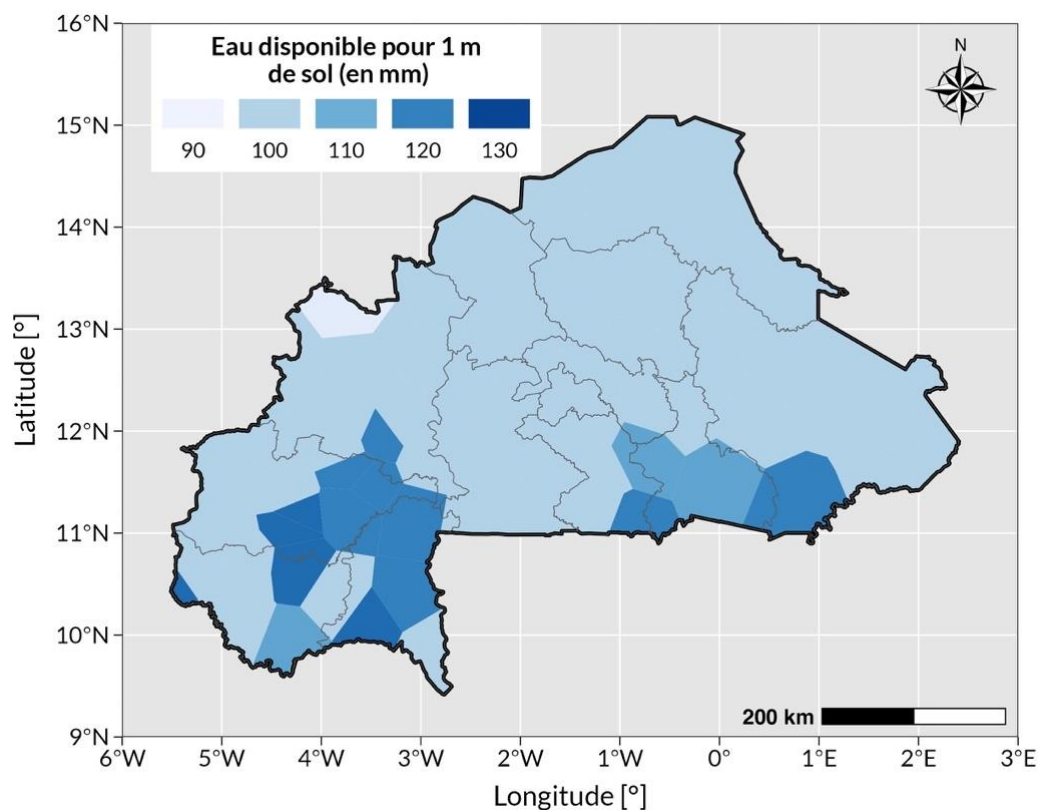 16°N
Eau disponible pour 1 m
de sol (en mm)
90 100 110 120 130
N
15°N
14°N
13°N
12°N
11°N
10°N
9°N
Latitude [°]
200 km
6°W 5°W 4°W 3°W 2°W 1°W 0° 1°E 2°E 3°E
Longitude [°]